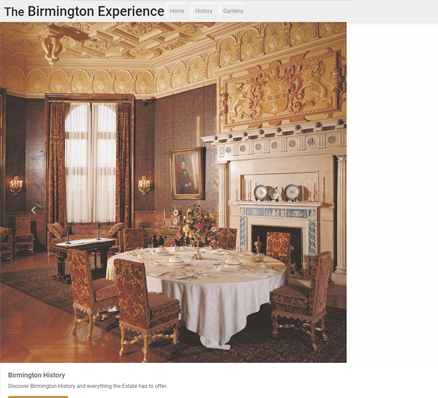 The Birmington Experience Home History Gardens
Birmington History
Discover Birmington History and everything the Estate has to offer.